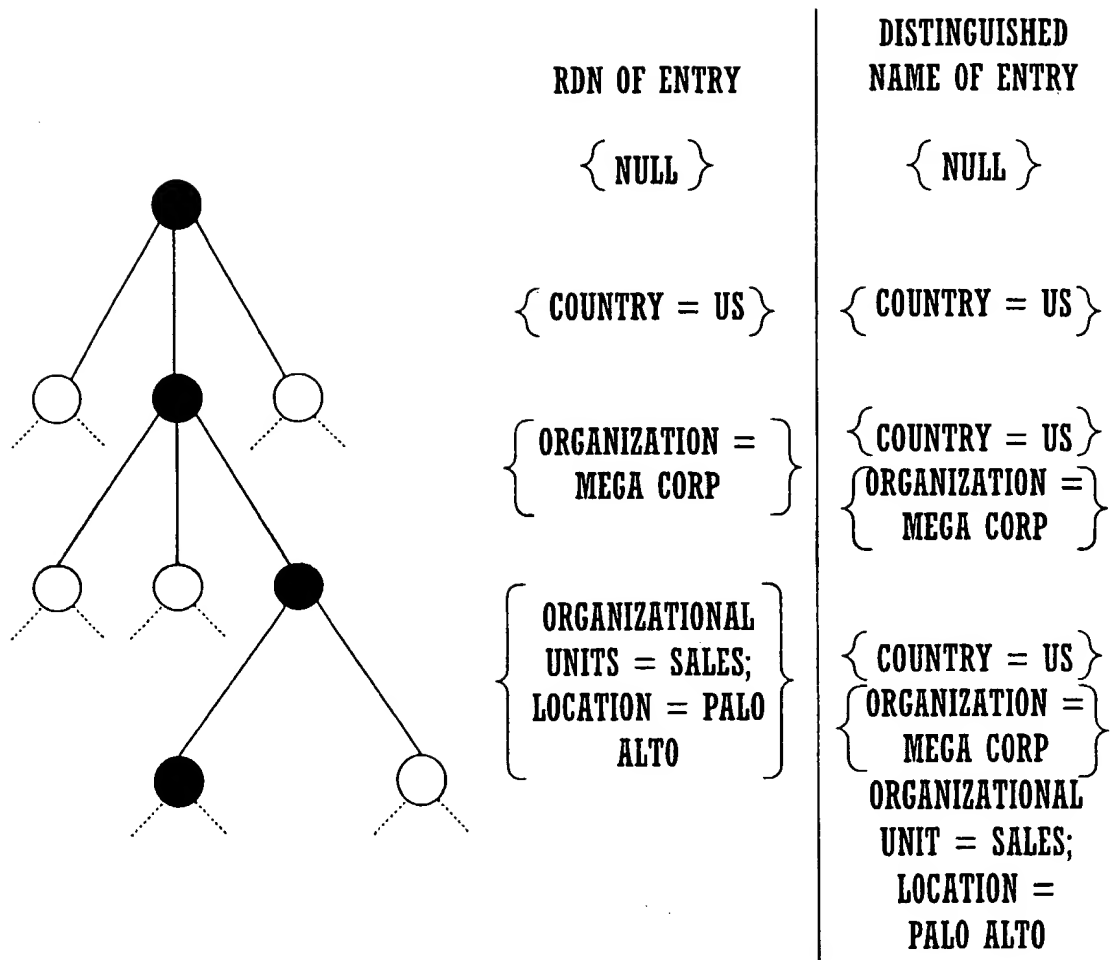 RDN OF ENTRY
{ NULL }
{ COUNTRY = US }
{ ORGANIZATION =
MEGA CORP }
{ ORGANIZATIONAL
UNITS = SALES;
LOCATION = PALO
ALTO }
DISTINGUISHED
NAME OF ENTRY
{ NULL }
{ COUNTRY = US }
{ COUNTRY = US }
{ ORGANIZATION =
MEGA CORP }
{ COUNTRY = US }
{ ORGANIZATION =
MEGA CORP }
ORGANIZATIONAL
UNIT = SALES;
LOCATION =
PALO ALTO